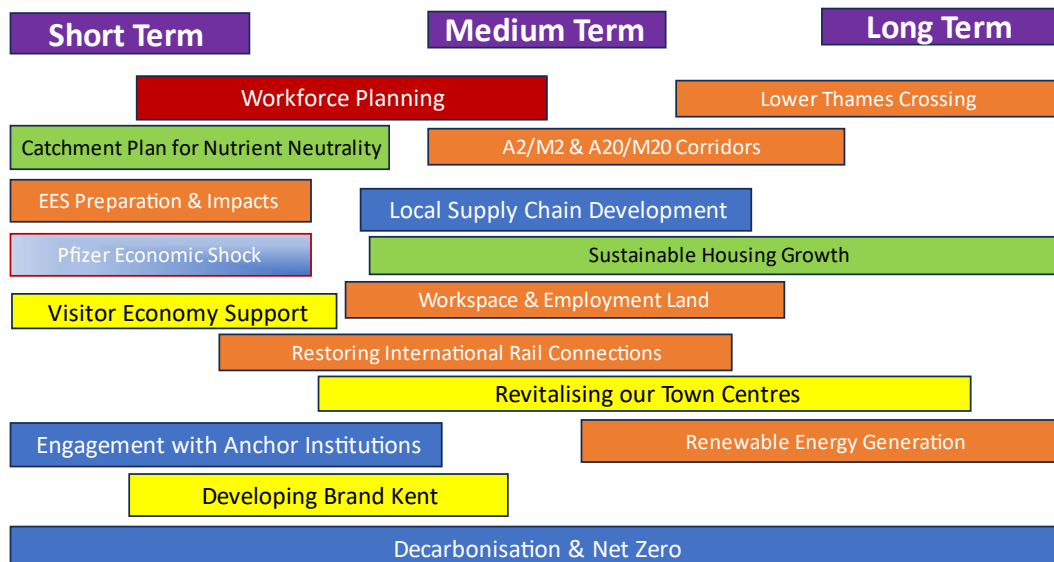 Short Term
Medium Term
Long Term
Workforce Planning
Lower Thames Crossing
Catchment Plan for Nutrient Neutrality
A2/M2 & A20/M20 Corridors
EES Preparation & Impacts
Local Supply Chain Development
Pfizer Economic Shock
Sustainable Housing Growth
Workspace & Employment Land
Visitor Economy Support
Restoring International Rail Connections
Revitalising our Town Centres
Engagement with Anchor Institutions
Renewable Energy Generation
Developing Brand Kent
Decarbonisation & Net Zero